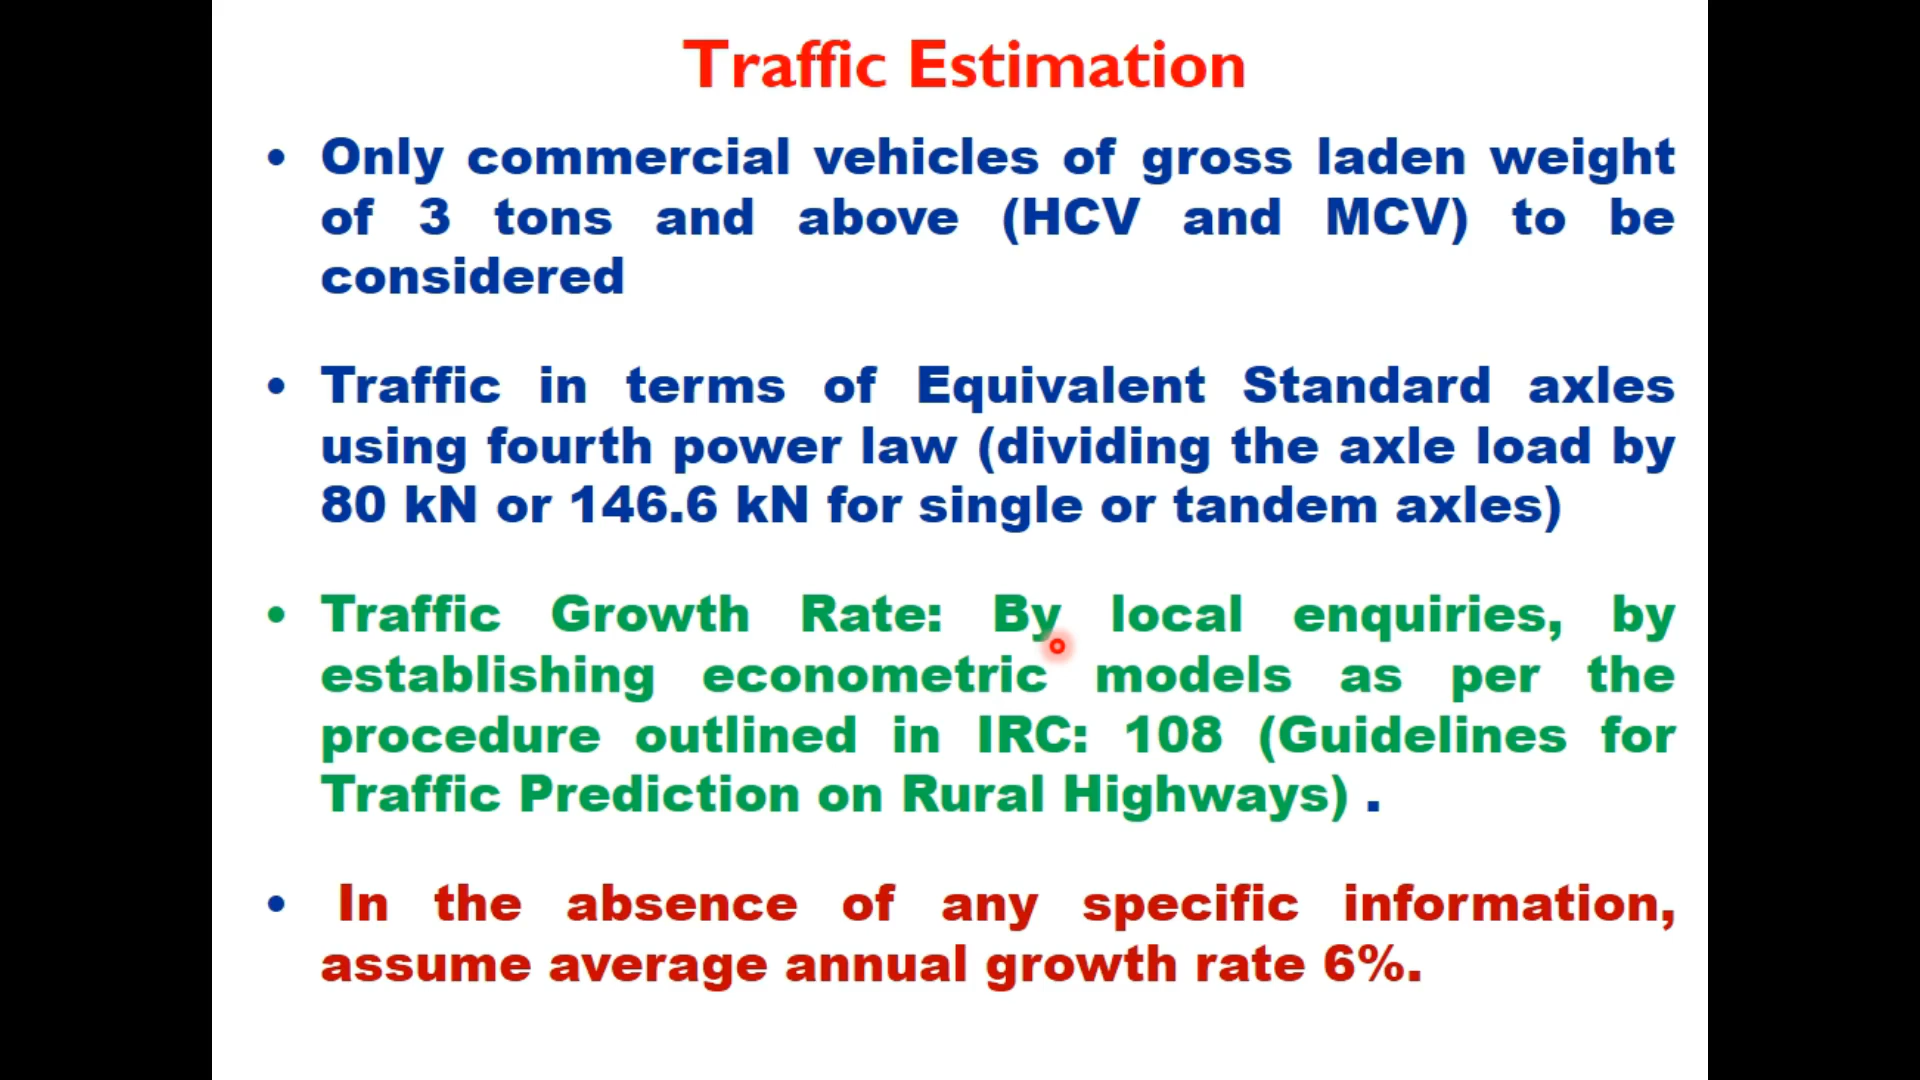 Traffic Estimation
• Only commercial vehicles of gross laden weight
of 3 tons and above (HCV and MCV) to be
considered
• Traffic in terms of Equivalent Standard axles
using fourth power law (dividing the axle load by
80 kN or 146.6 kN for single or tandem axles)
• Traffic Growth Rate: By local enquiries, by
establishing econometric models as per the
procedure outlined in IRC: 108 (Guidelines for
Traffic Prediction on Rural Highways) .
• In the absence of any specific information,
assume average annual growth rate 6%.